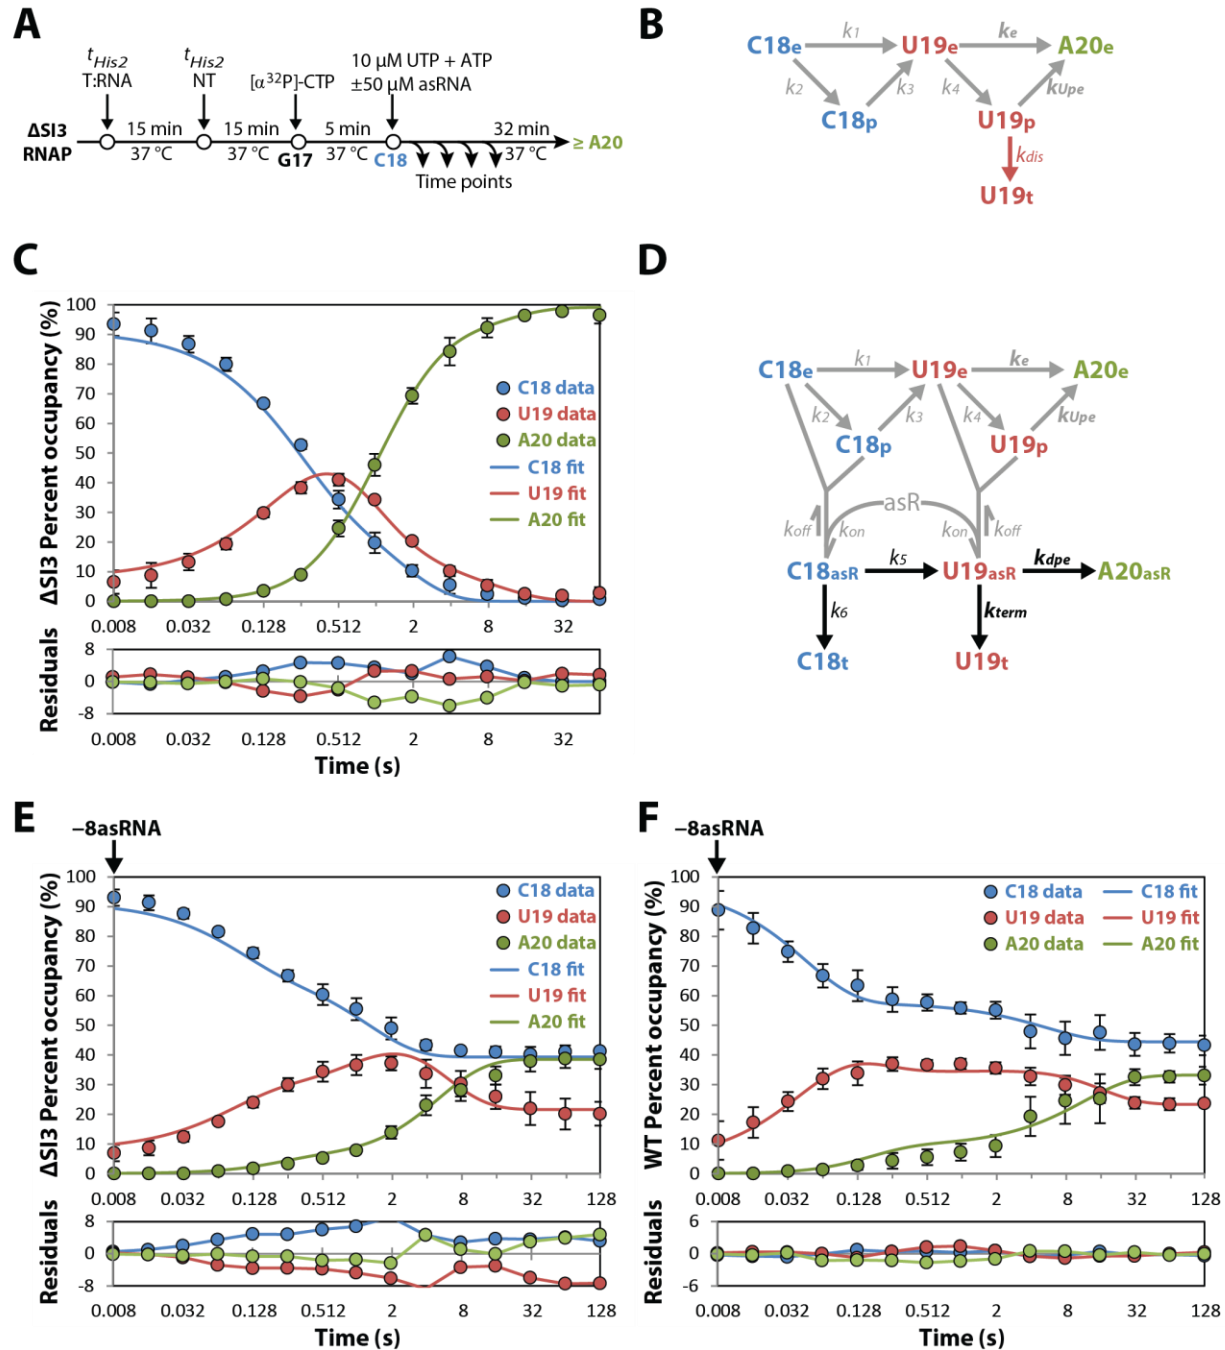 A
tHis2
T:RNA
tHis2
NT
[α32P]-CTP
10 µM UTP + ATP
±50 µM asRNA
ΔSI3
RNAP
15 min
37 °C
15 min
37 °C
G17
5 min
37 °C
C18
32 min
37 °C
≥ A20
Time points
B
C18e
k1
U19e
ke
A20e
k2
k3
k4
kUpe
C18p
U19p
kdis
U19t
C
ΔSI3 Percent occupancy (%)
100
90
80
70
60
50
40
30
20
10
0
C18 data
U19 data
A20 data
C18 fit
U19 fit
A20 fit
0.008 0.032 0.128 0.512 2 8 32
Residuals
8
0
-8
0.008 0.032 0.128 0.512 2 8 32
Time (s)
D
C18e
k1
U19e
ke
A20e
k2
k3
k4
kUpe
C18p
U19p
asR
koff
kon
kon
koff
C18asR
k5
U19asR
kdpe
A20asR
k6
kterm
C18t
U19t
E
−8asRNA
ΔSI3 Percent occupancy (%)
100
90
80
70
60
50
40
30
20
10
0
C18 data
U19 data
A20 data
C18 fit
U19 fit
A20 fit
0.008 0.032 0.128 0.512 2 8 32 128
Residuals
8
0
-8
0.008 0.032 0.128 0.512 2 8 32 128
Time (s)
F
−8asRNA
WT Percent occupancy (%)
100
90
80
70
60
50
40
30
20
10
0
C18 data C18 fit
U19 data U19 fit
A20 data A20 fit
0.008 0.032 0.128 0.512 2 8 32 128
Residuals
6
0
-6
0.008 0.032 0.128 0.512 2 8 32 128
Time (s)